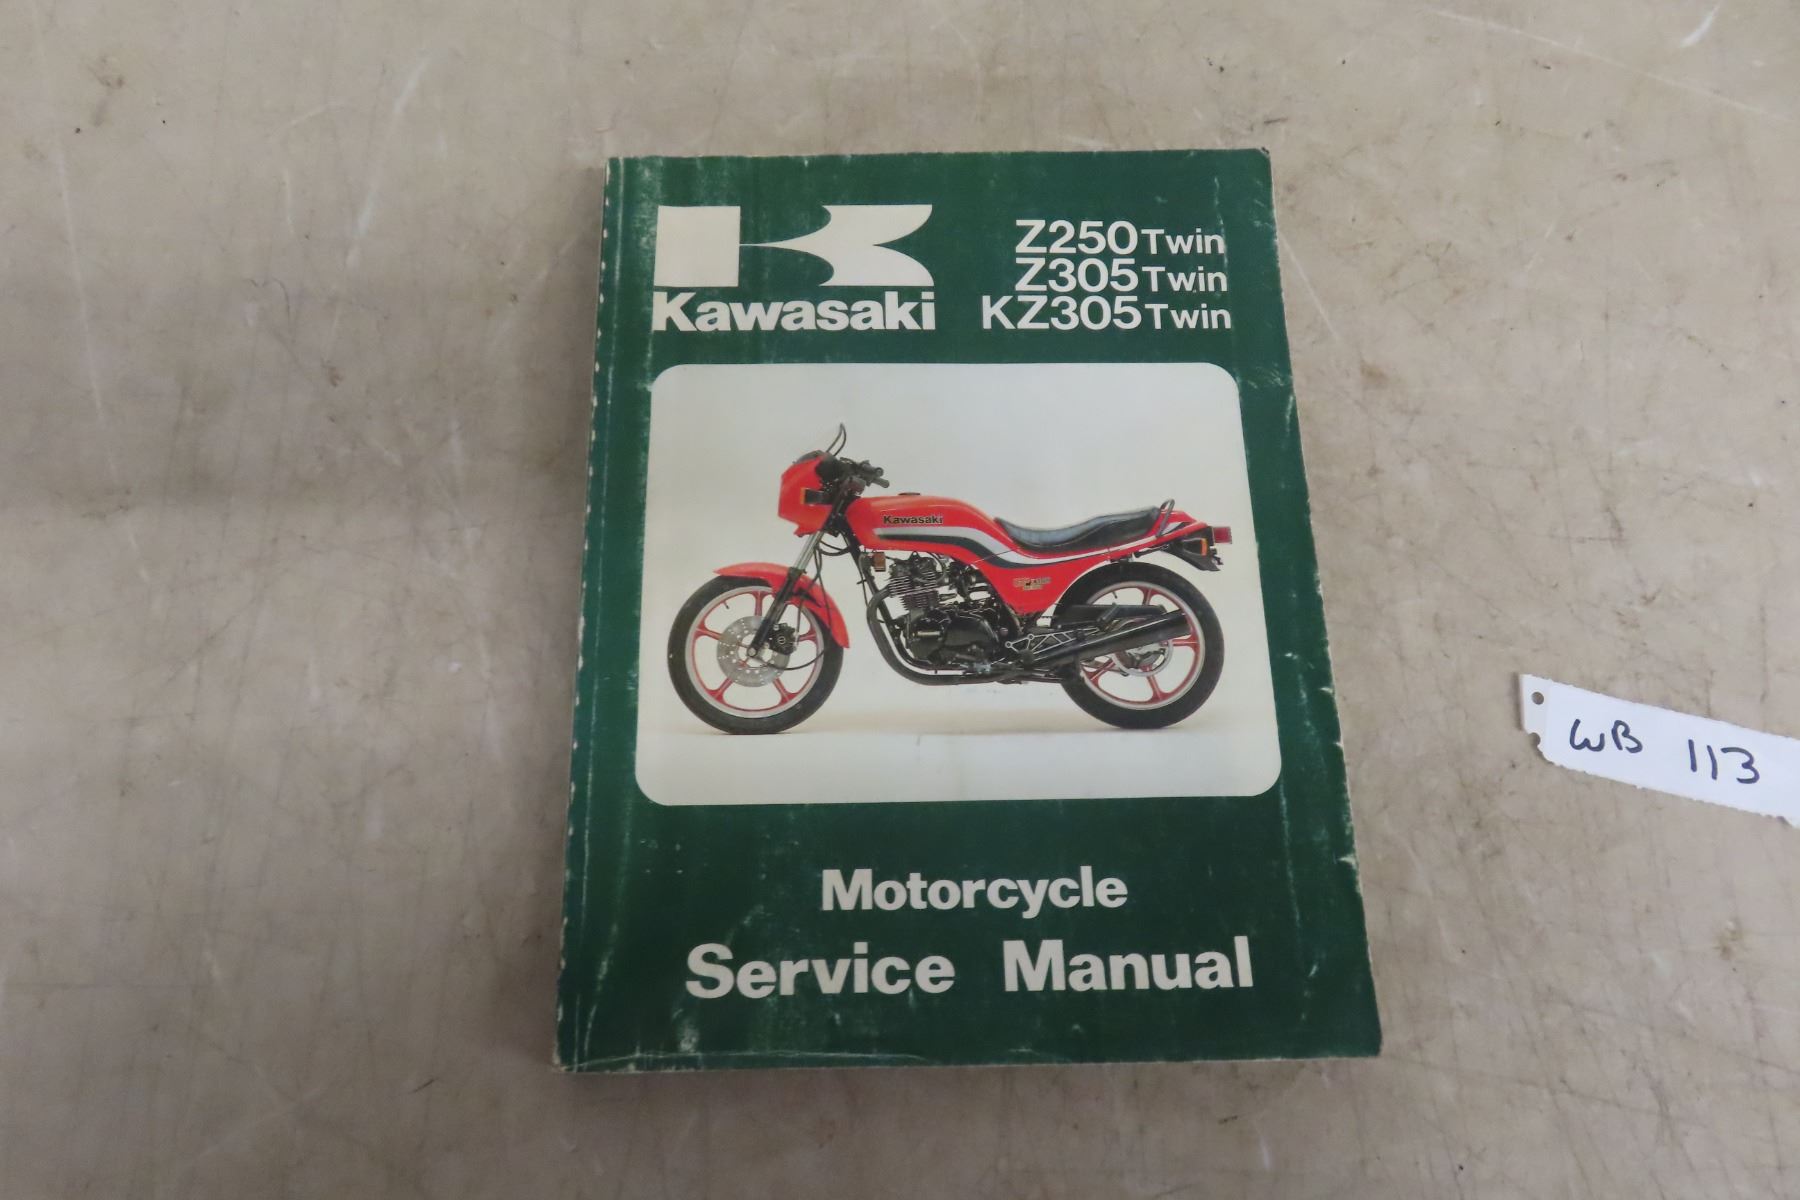 Kawasaki
Z250 Twin
Z305 Twin
KZ305 Twin
Kawasaki
Motorcycle
Service Manual
WB 113